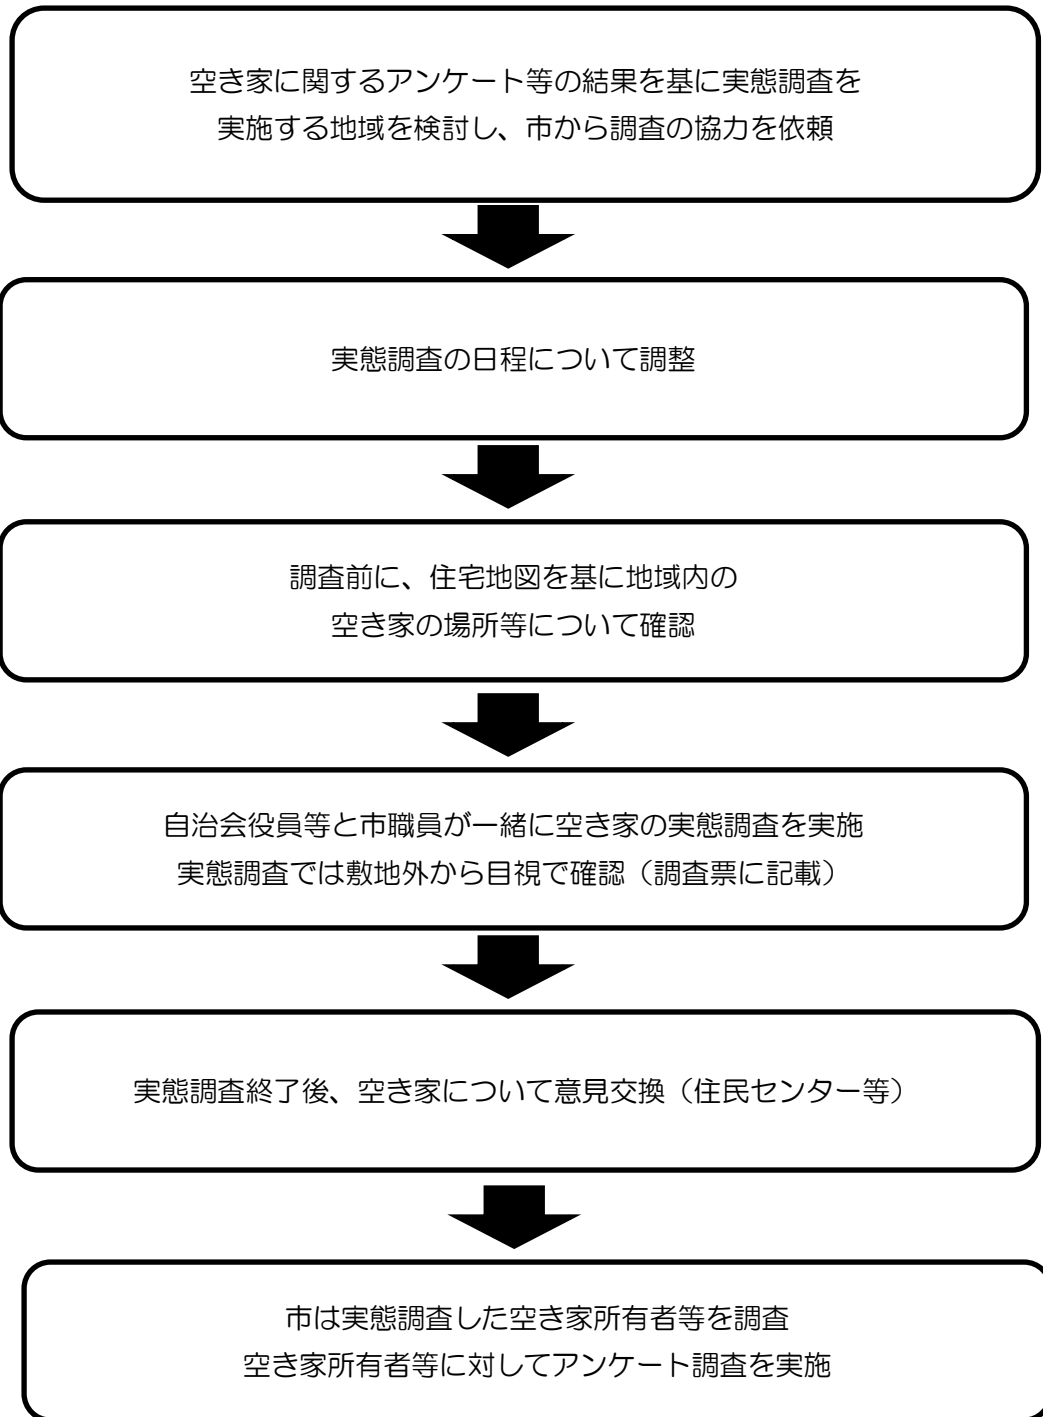 空き家に関するアンケート等の結果を基に実態調査を
実施する地域を検討し、市から調査の協力を依頼
実態調査の日程について調整
調査前に、住宅地図を基に地域内の
空き家の場所等について確認
自治会役員等と市職員が一緒に空き家の実態調査を実施
実態調査では敷地外から目視で確認（調査票に記載）
実態調査終了後、空き家について意見交換（住民センター等）
市は実態調査した空き家所有者等を調査
空き家所有者等に対してアンケート調査を実施